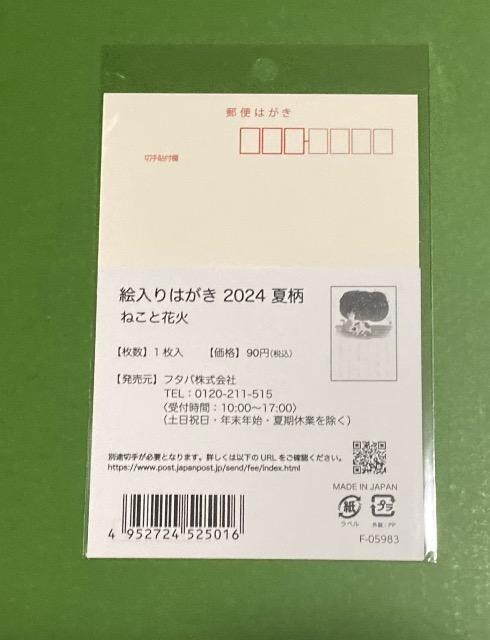 郵便はがき
切手貼付欄
絵入りはがき 2024 夏柄
ねこと花火
【枚数】1枚入 【価格】90円(税込)
【発売元】フタバ株式会社
TEL：0120-211-515
〈受付時間：10:00〜17:00〉
〈土日祝日・年末年始・夏期休業を除く〉
別途切手が必要となります。詳しくは以下のURLをご確認ください。
https://www.post.japanpost.jp/send/fee/index.html
MADE IN JAPAN
紙 プラ
ラベル 外装：PP
4 952724 525016
F-05983